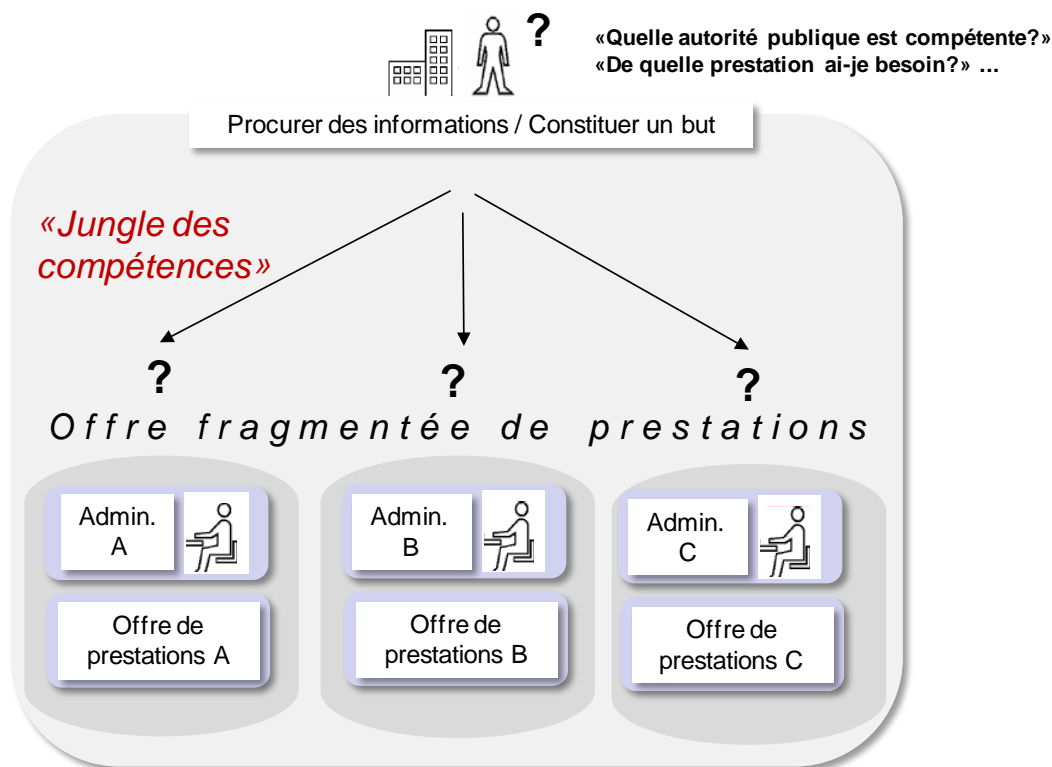 ?
«Quelle autorité publique est compétente?»
«De quelle prestation ai-je besoin?» ...
Procurer des informations / Constituer un but
«Jungle des
compétences»
? ? ?
Offre fragmentée de prestations
Admin.
A
Admin.
B
Admin.
C
Offre de
prestations A
Offre de
prestations B
Offre de
prestations C